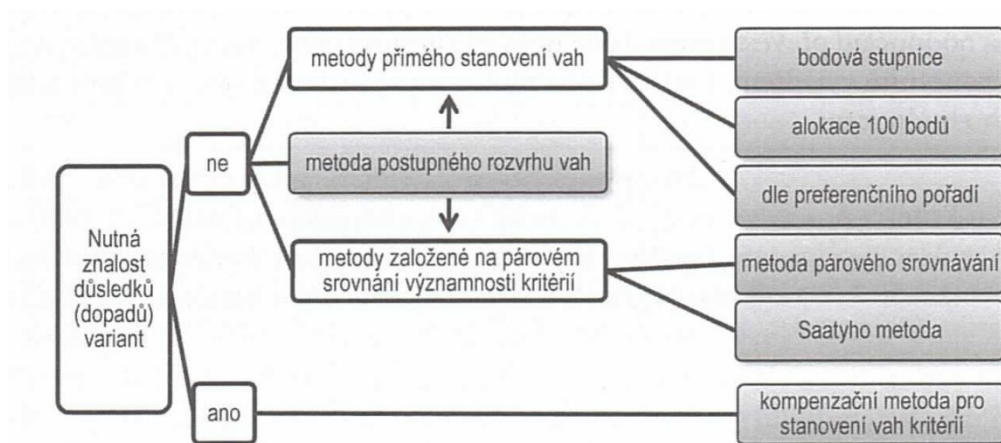 Nutná
znalost
důsledků
(dopadů)
variant
ne
ano
metody přímého stanovení vah
metoda postupného rozvrhu vah
metody založené na párovém
srovnání významnosti kritérií
bodová stupnice
alokace 100 bodů
dle preferenčního pořadí
metoda párového srovnávání
Saatyho metoda
kompenzační metoda pro
stanovení vah kritérií